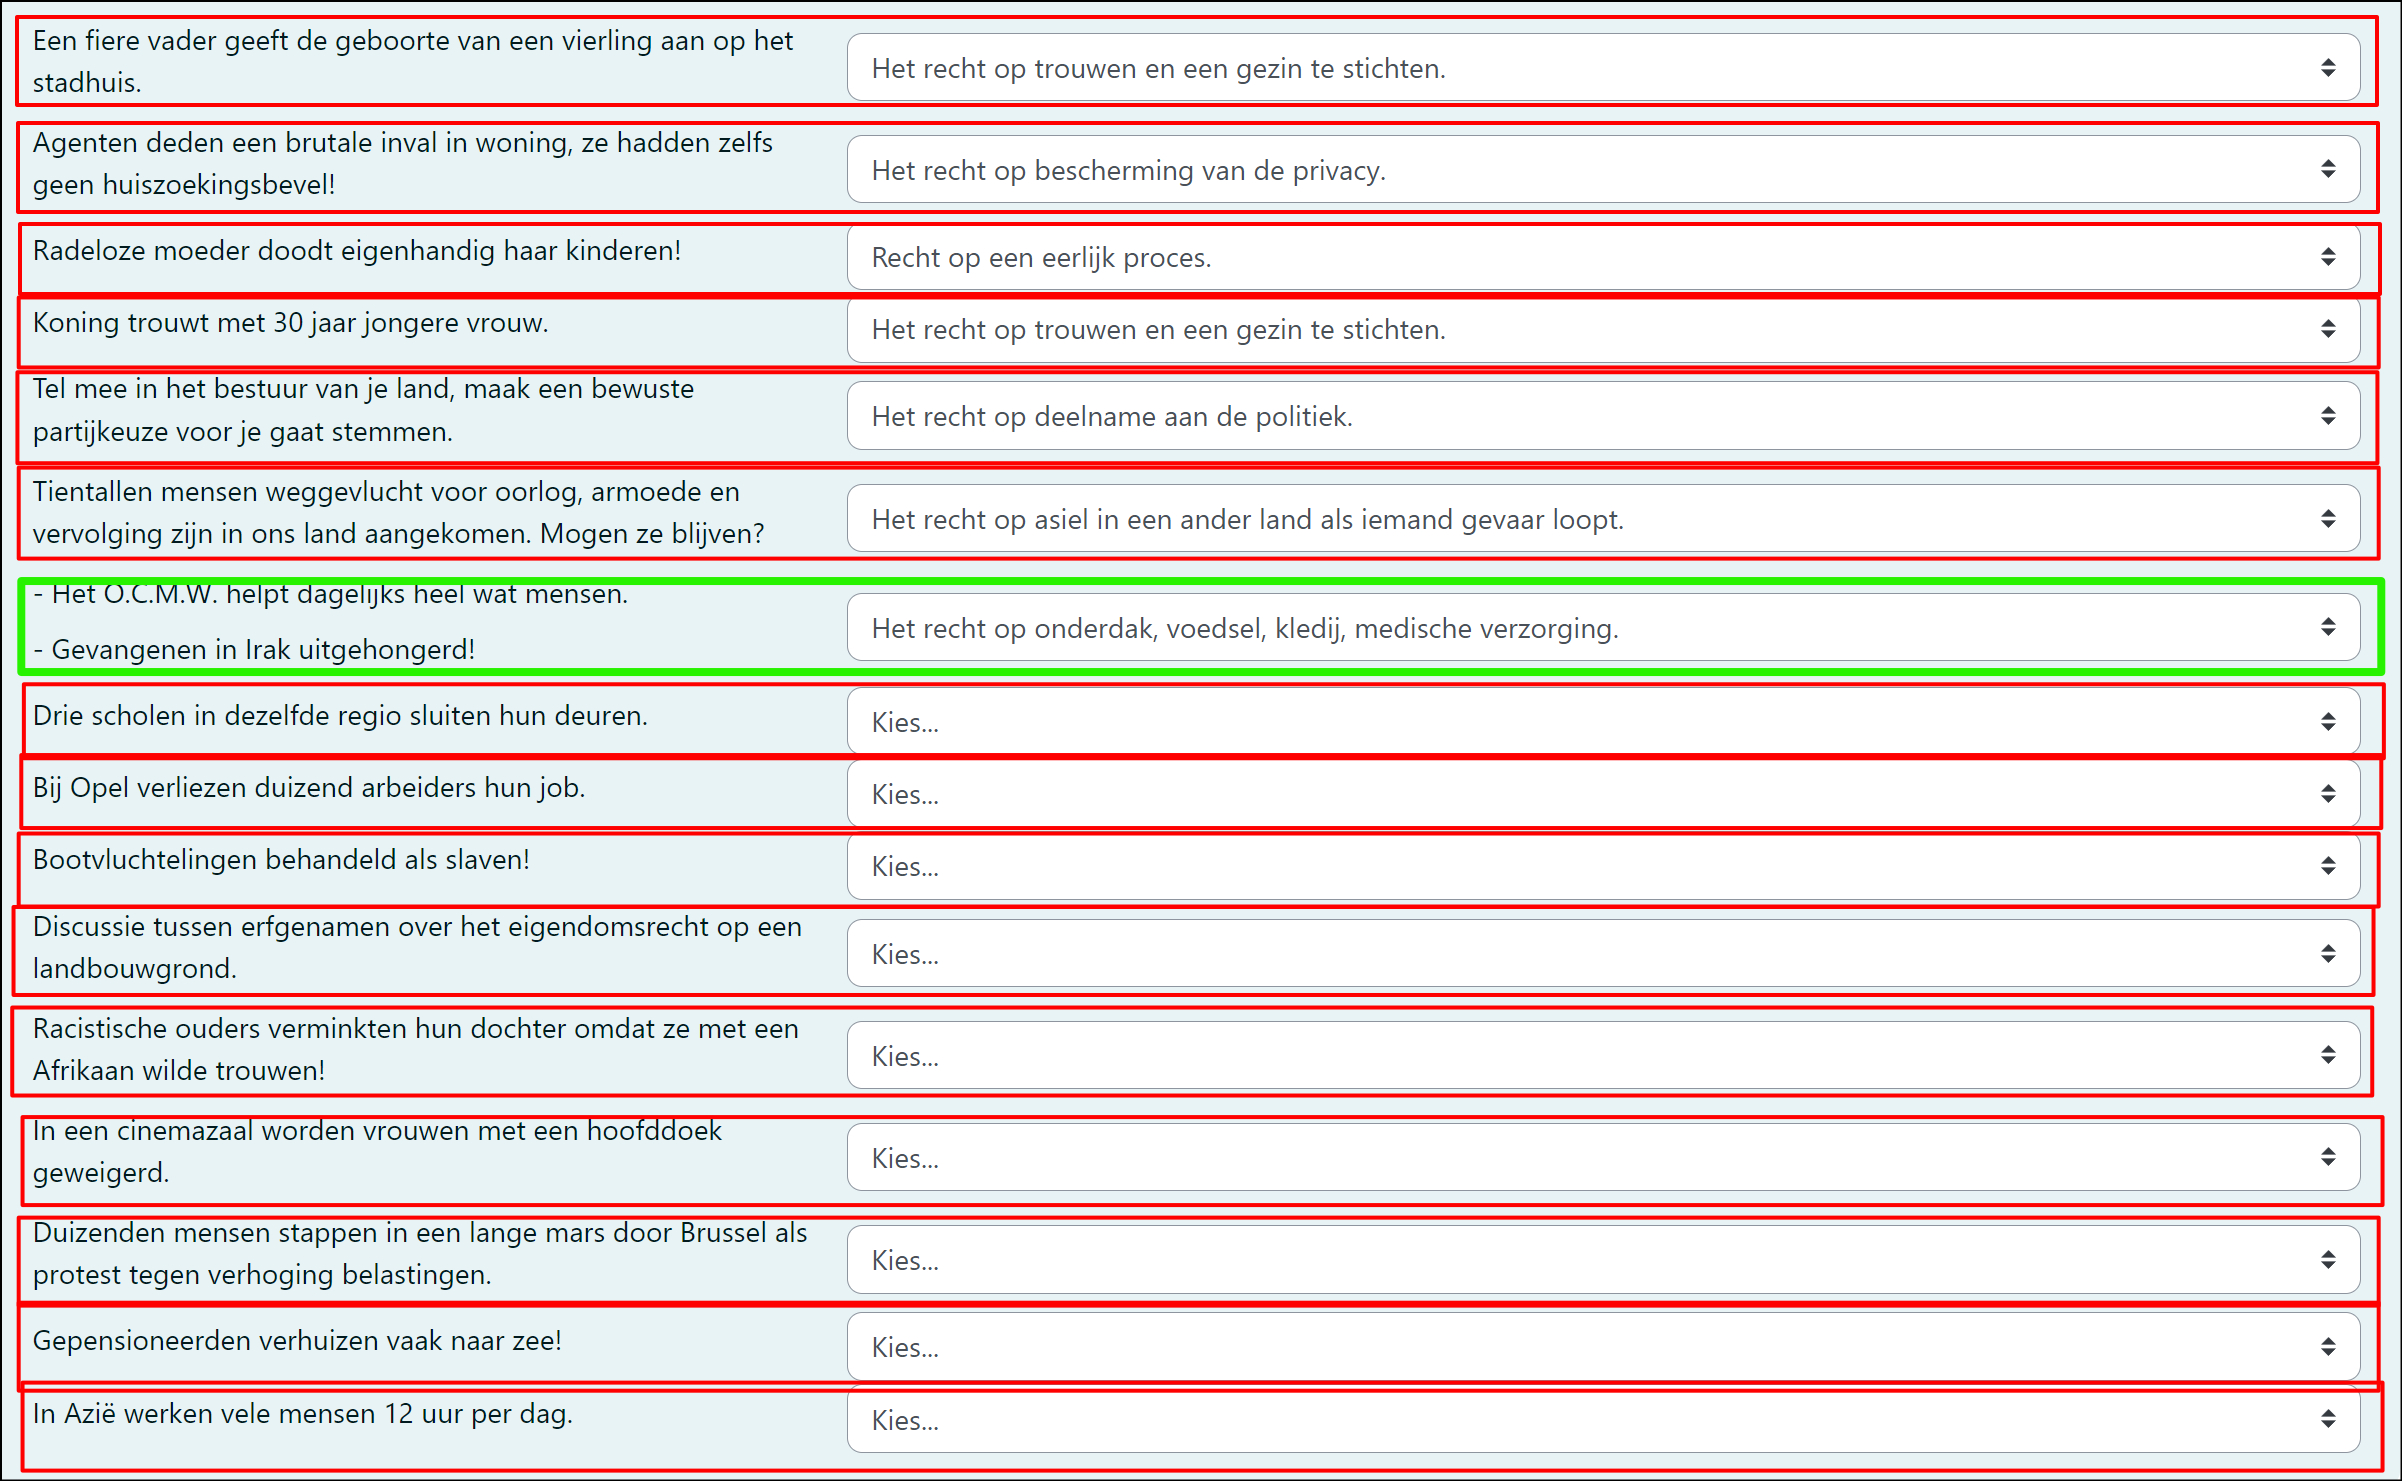 Een fiere vader geeft de geboorte van een vierling aan op het
stadhuis.
Het recht op trouwen en een gezin te stichten.
Agenten deden een brutale inval in woning, ze hadden zelfs
geen huiszoekingsbevel!
Het recht op bescherming van de privacy.
Radeloze moeder doodt eigenhandig haar kinderen!
Recht op een eerlijk proces.
Koning trouwt met 30 jaar jongere vrouw.
Het recht op trouwen en een gezin te stichten.
Tel mee in het bestuur van je land, maak een bewuste
partijkeuze voor je gaat stemmen.
Het recht op deelname aan de politiek.
Tientallen mensen weggevlucht voor oorlog, armoede en
vervolging zijn in ons land aangekomen. Mogen ze blijven?
Het recht op asiel in een ander land als iemand gevaar loopt.
- Het O.C.M.W. helpt dagelijks heel wat mensen.
- Gevangenen in Irak uitgehongerd!
Het recht op onderdak, voedsel, kledij, medische verzorging.
Drie scholen in dezelfde regio sluiten hun deuren.
Kies...
Bij Opel verliezen duizend arbeiders hun job.
Kies...
Bootvluchtelingen behandeld als slaven!
Kies...
Discussie tussen erfgenamen over het eigendomsrecht op een
landbouwgrond.
Kies...
Racistische ouders verminkten hun dochter omdat ze met een
Afrikaan wilde trouwen!
Kies...
In een cinemazaal worden vrouwen met een hoofddoek
geweigerd.
Kies...
Duizenden mensen stappen in een lange mars door Brussel als
protest tegen verhoging belastingen.
Kies...
Gepensioneerden verhuizen vaak naar zee!
Kies...
In Azië werken vele mensen 12 uur per dag.
Kies...